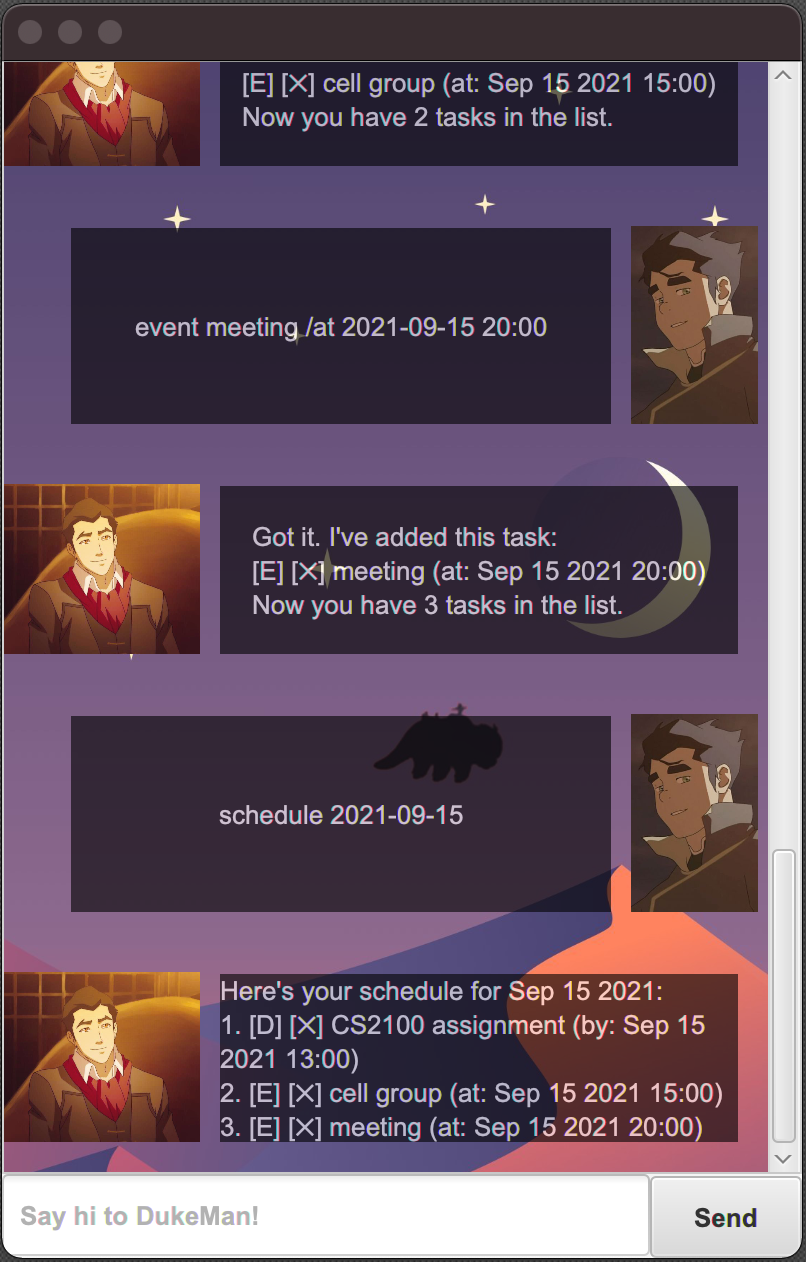 [E] [✕] cell group (at: Sep 15 2021 15:00)
Now you have 2 tasks in the list.
event meeting /at 2021-09-15 20:00
Got it. I've added this task:
[E] [✕] meeting (at: Sep 15 2021 20:00)
Now you have 3 tasks in the list.
schedule 2021-09-15
Here's your schedule for Sep 15 2021:
1. [D] [✕] CS2100 assignment (by: Sep 15
2021 13:00)
2. [E] [✕] cell group (at: Sep 15 2021 15:00)
3. [E] [✕] meeting (at: Sep 15 2021 20:00)
Say hi to DukeMan!
Send